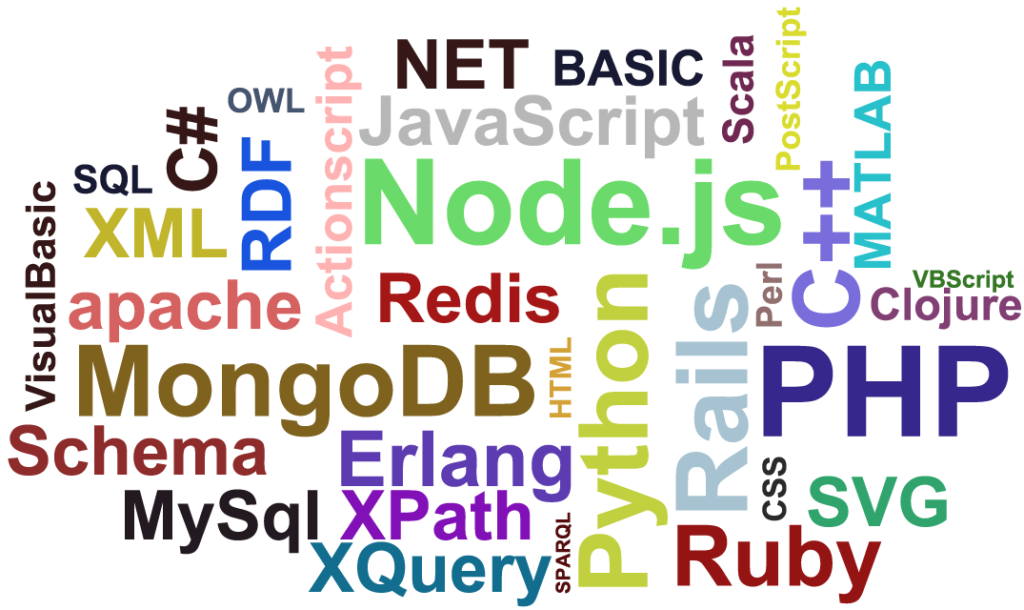 NET
BASIC
Scala
PostScript
OWL
Actionscript
JavaScript
MATLAB
C#
SQL
RDF
Node.js
C++
XML
VisualBasic
apache
Redis
Python
Rails
Perl
VBScript
Clojure
MongoDB
HTML
PHP
Schema
Erlang
CSS
SVG
MySql
XPath
SPARQL
Ruby
XQuery